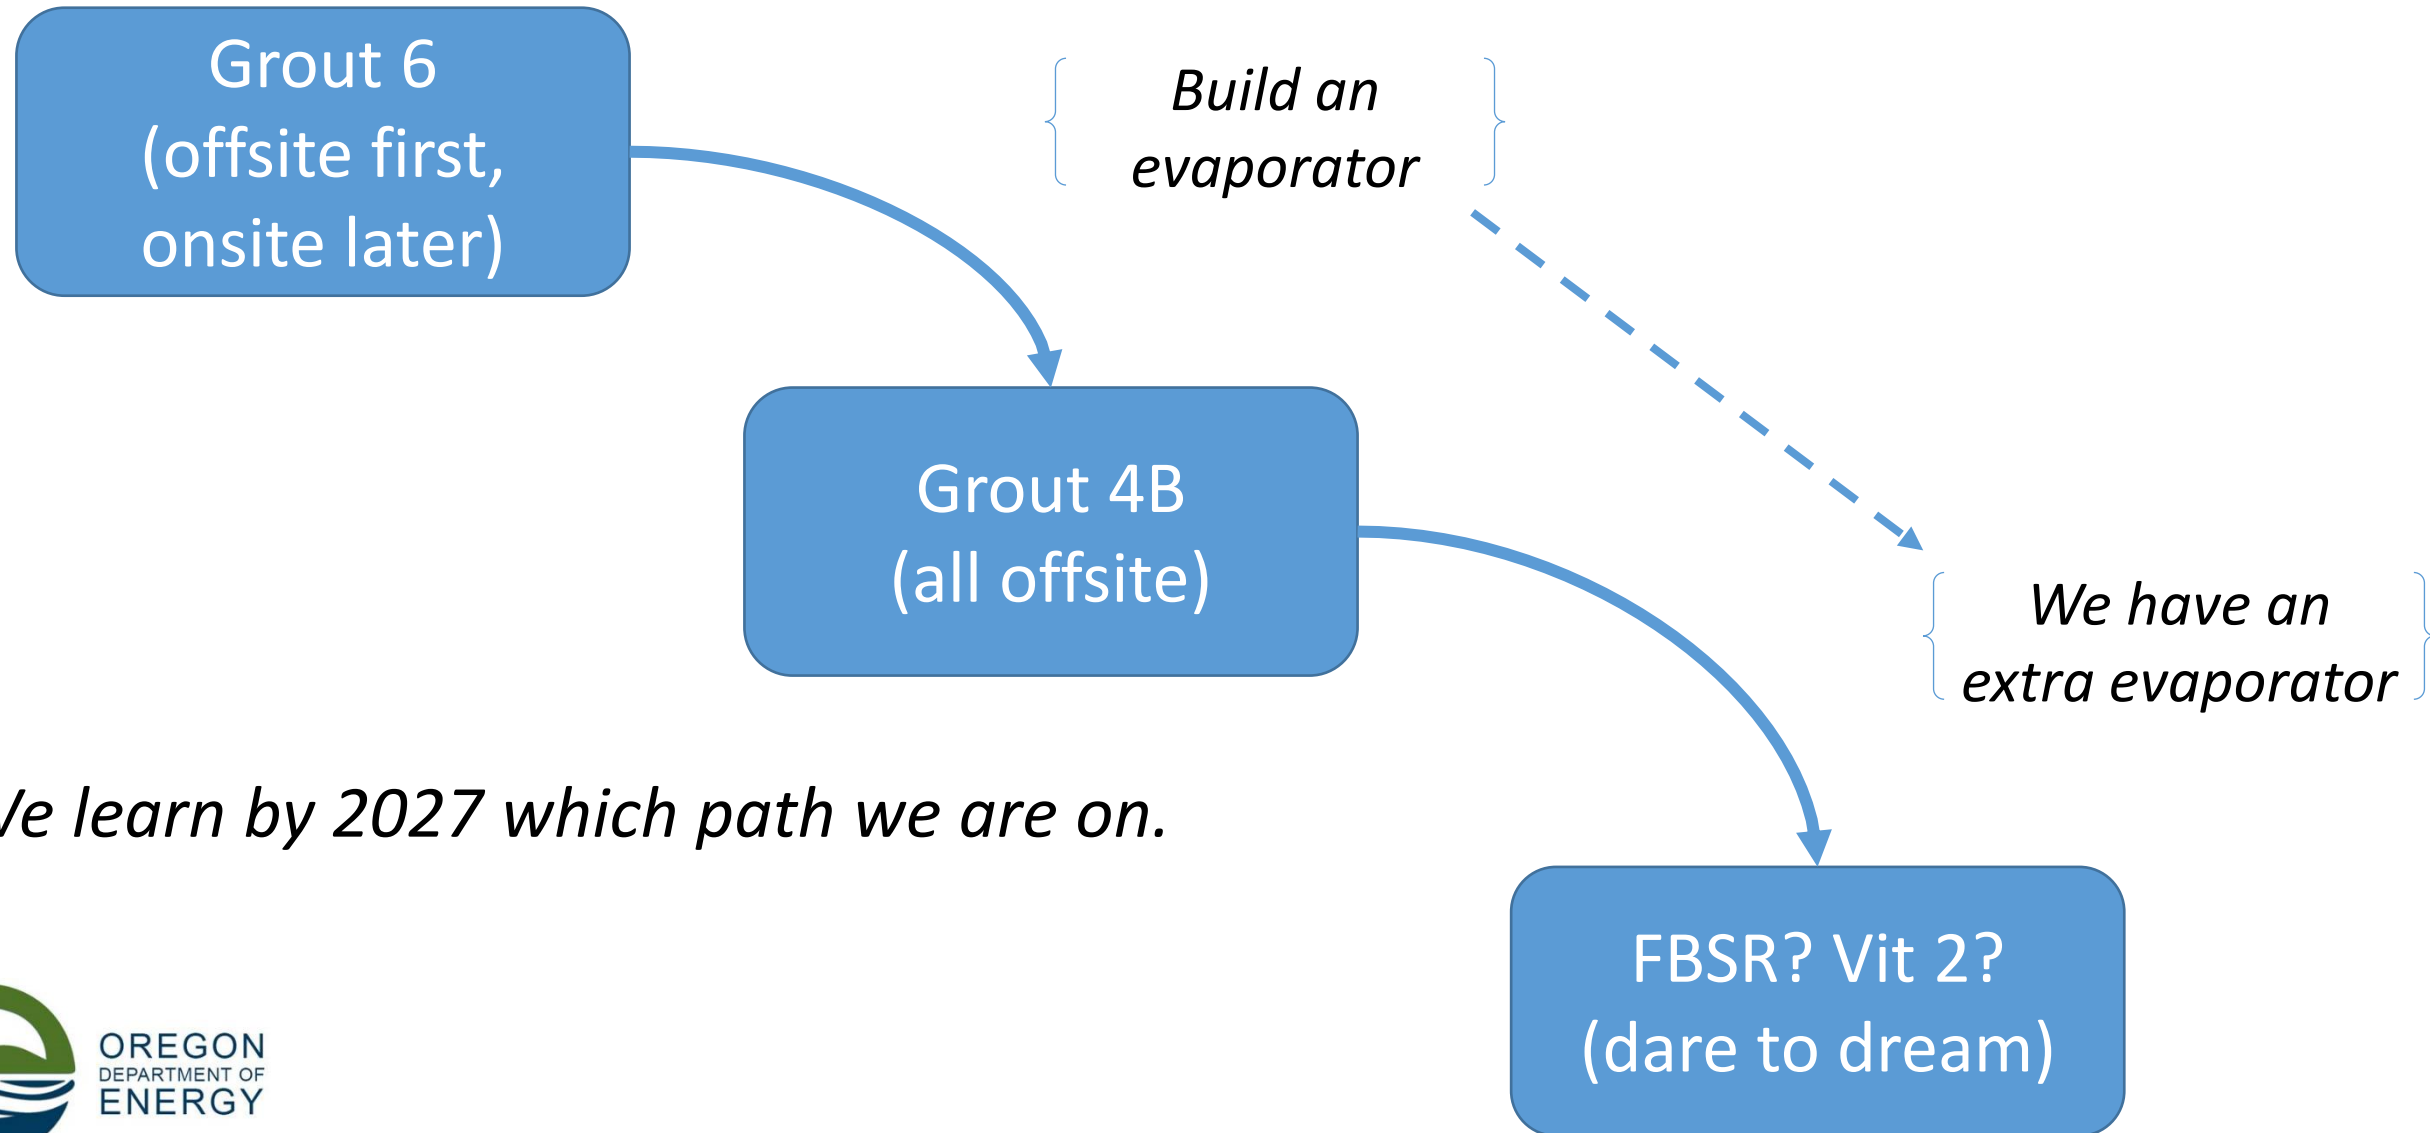 Grout 6
(offsite first,
onsite later)
Build an
evaporator
Grout 4B
(all offsite)
We have an
extra evaporator
We learn by 2027 which path we are on.
FBSR? Vit 2?
(dare to dream)
OREGON
DEPARTMENT OF
ENERGY